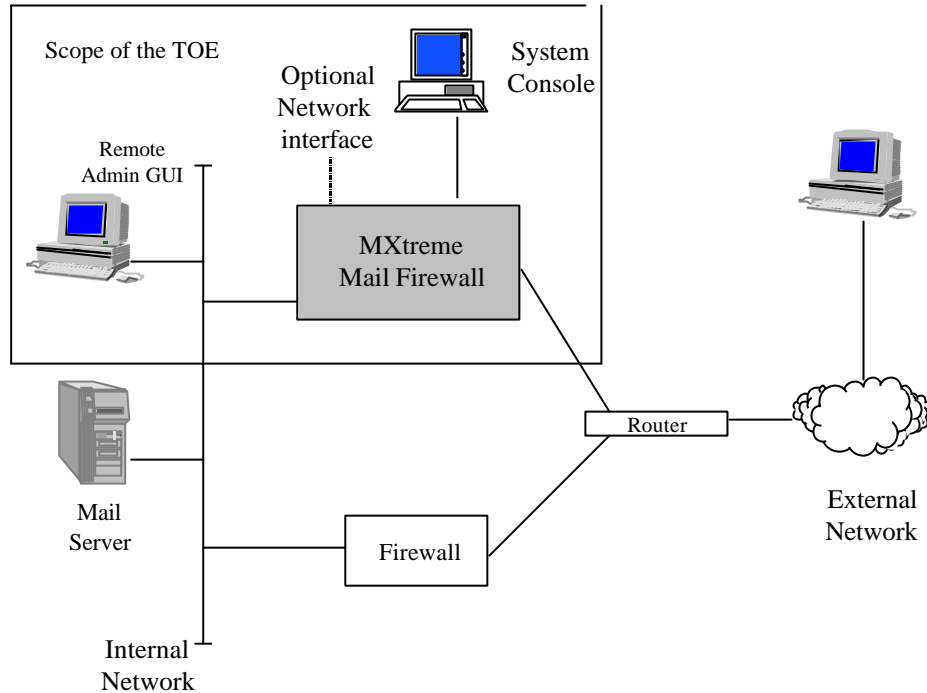 Scope of the TOE
System
Console
Optional
Network
interface
Remote
Admin GUI
MXtreme
Mail Firewall
Router
Mail
Server
Firewall
External
Network
Internal
Network